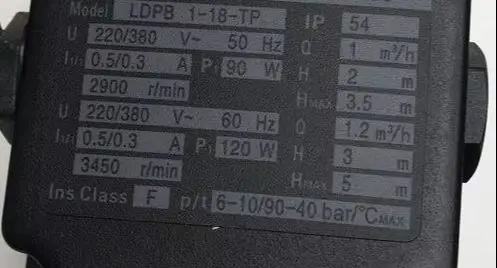 Model LDPB 1-18-TP IP 54
U 220/380 V~ 50 Hz Q 1 m³/h
I1/1 0.5/0.3 A P1 90 W H 2 m
2900 r/min HMAX 3.5 m
U 220/380 V~ 60 Hz Q 1.2 m³/h
I1/1 0.5/0.3 A P1 120 W H 3 m
3450 r/min HMAX 5 m
Ins Class F p/t 6-10/90-40 bar/°CMAX